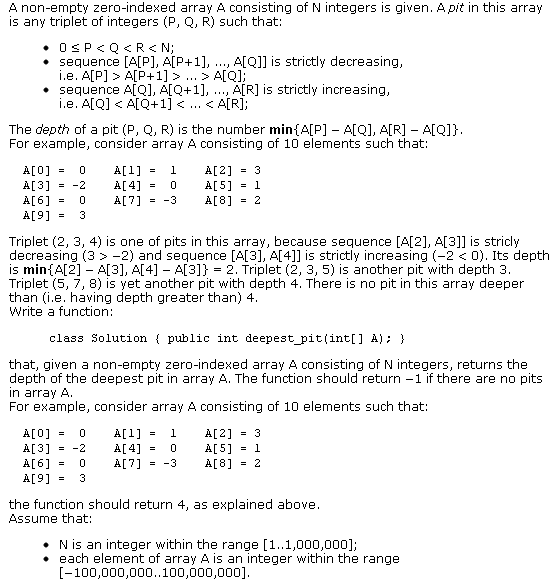 A non-empty zero-indexed array A consisting of N integers is given. A pit in this array
is any triplet of integers (P, Q, R) such that:
• 0 ≤ P < Q < R < N;
• sequence [A[P], A[P+1], ..., A[Q]] is strictly decreasing,
i.e. A[P] > A[P+1] > ... > A[Q];
• sequence A[Q], A[Q+1], ..., A[R] is strictly increasing,
i.e. A[Q] < A[Q+1] < ... < A[R];
The depth of a pit (P, Q, R) is the number min{A[P] − A[Q], A[R] − A[Q]}.
For example, consider array A consisting of 10 elements such that:
A[0] =  0    A[1] =  1    A[2] = 3
A[3] = -2    A[4] =  0    A[5] = 1
A[6] =  0    A[7] = -3    A[8] = 2
A[9] =  3
Triplet (2, 3, 4) is one of pits in this array, because sequence [A[2], A[3]] is stricly
decreasing (3 > −2) and sequence [A[3], A[4]] is strictly increasing (−2 < 0). Its depth
is min{A[2] − A[3], A[4] − A[3]} = 2. Triplet (2, 3, 5) is another pit with depth 3.
Triplet (5, 7, 8) is yet another pit with depth 4. There is no pit in this array deeper
than (i.e. having depth greater than) 4.
Write a function:
class Solution { public int deepest_pit(int[] A); }
that, given a non-empty zero-indexed array A consisting of N integers, returns the
depth of the deepest pit in array A. The function should return −1 if there are no pits
in array A.
For example, consider array A consisting of 10 elements such that:
A[0] =  0    A[1] =  1    A[2] = 3
A[3] = -2    A[4] =  0    A[5] = 1
A[6] =  0    A[7] = -3    A[8] = 2
A[9] =  3
the function should return 4, as explained above.
Assume that:
• N is an integer within the range [1..1,000,000];
• each element of array A is an integer within the range
[−100,000,000..100,000,000].